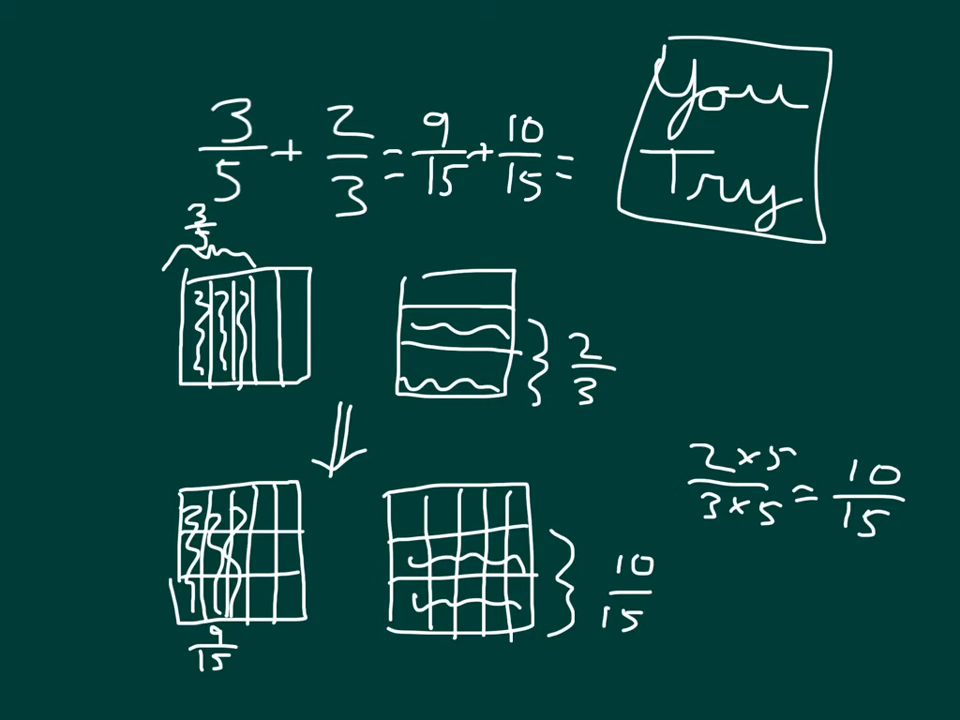 You
Try
3/5 + 2/3 = 9/15 + 10/15 =
3/5
2/3
2×5/3×5 = 10/15
10/15
9/15